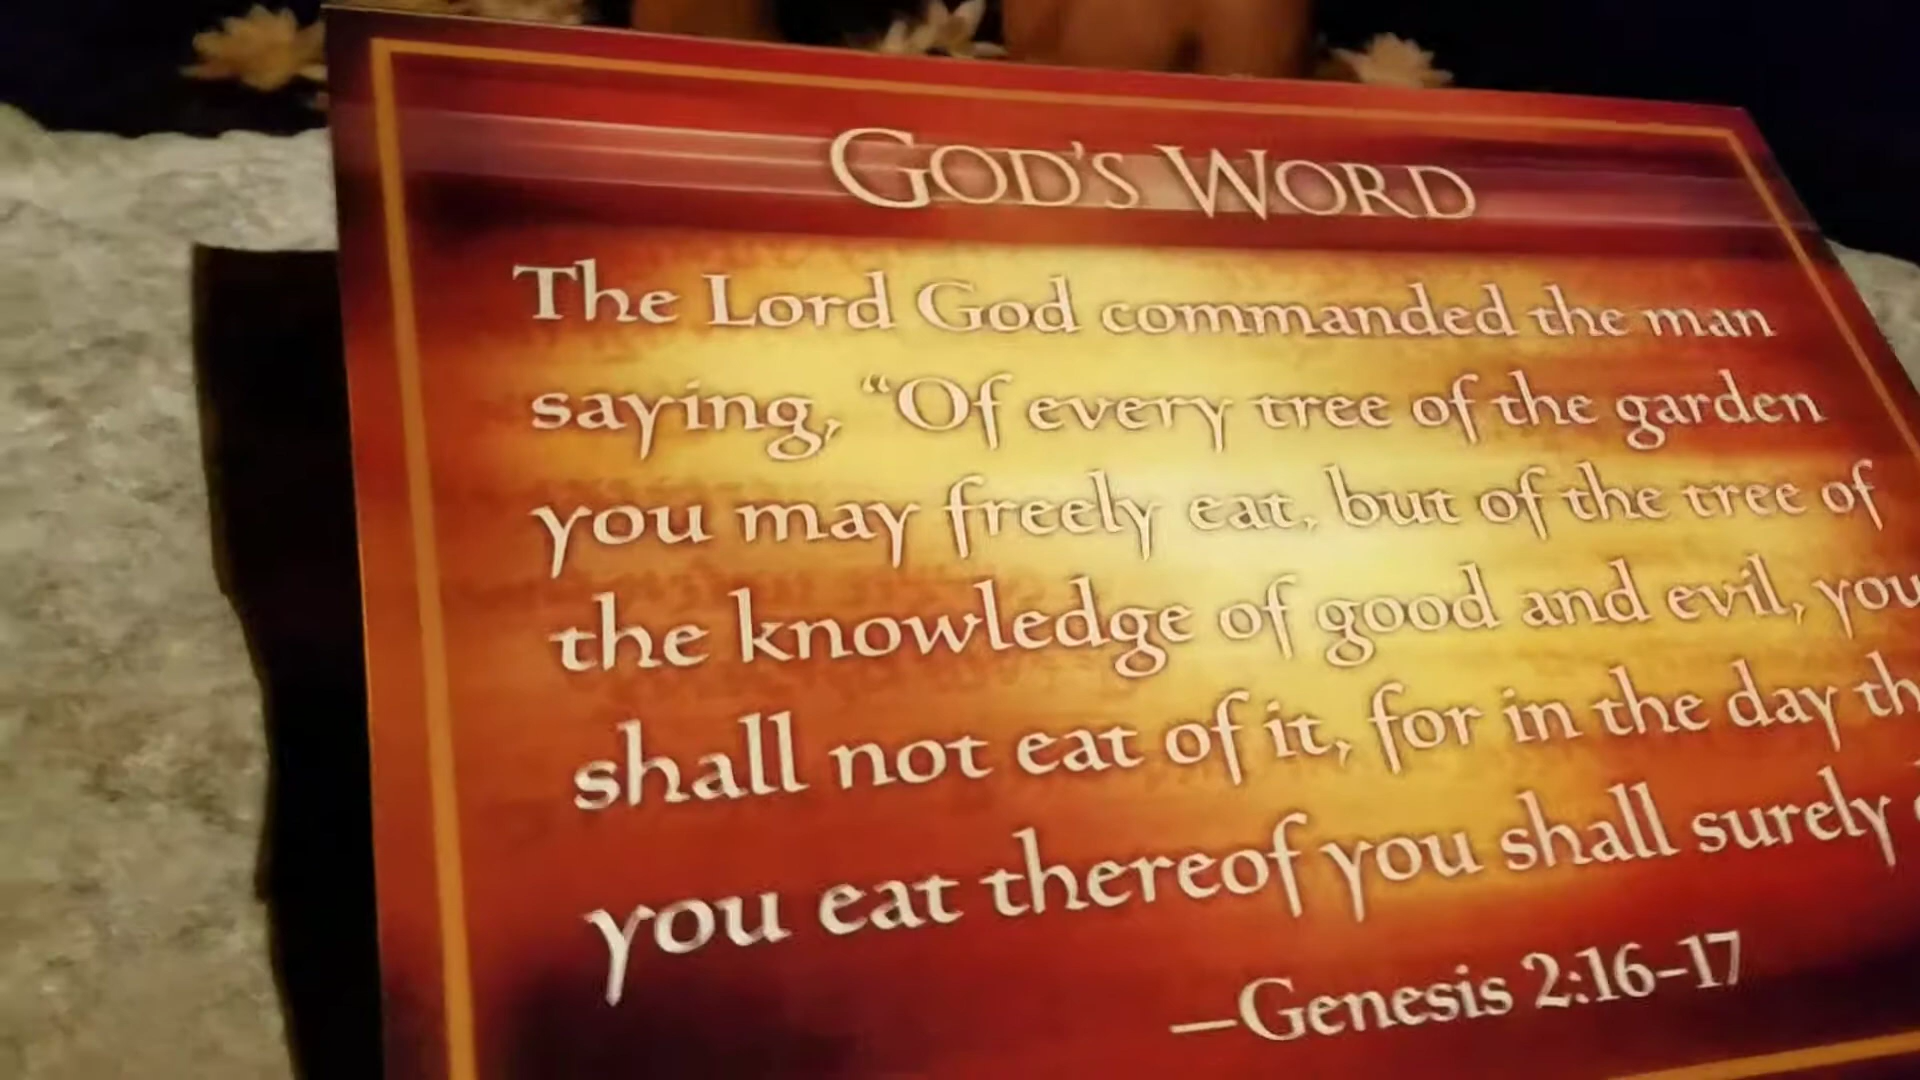 GOD'S WORD
The Lord God commanded the man
saying, “Of every tree of the garden
you may freely eat, but of the tree of
the knowledge of good and evil, you
shall not eat of it, for in the day
you eat thereof you shall surely
—Genesis 2:16–17